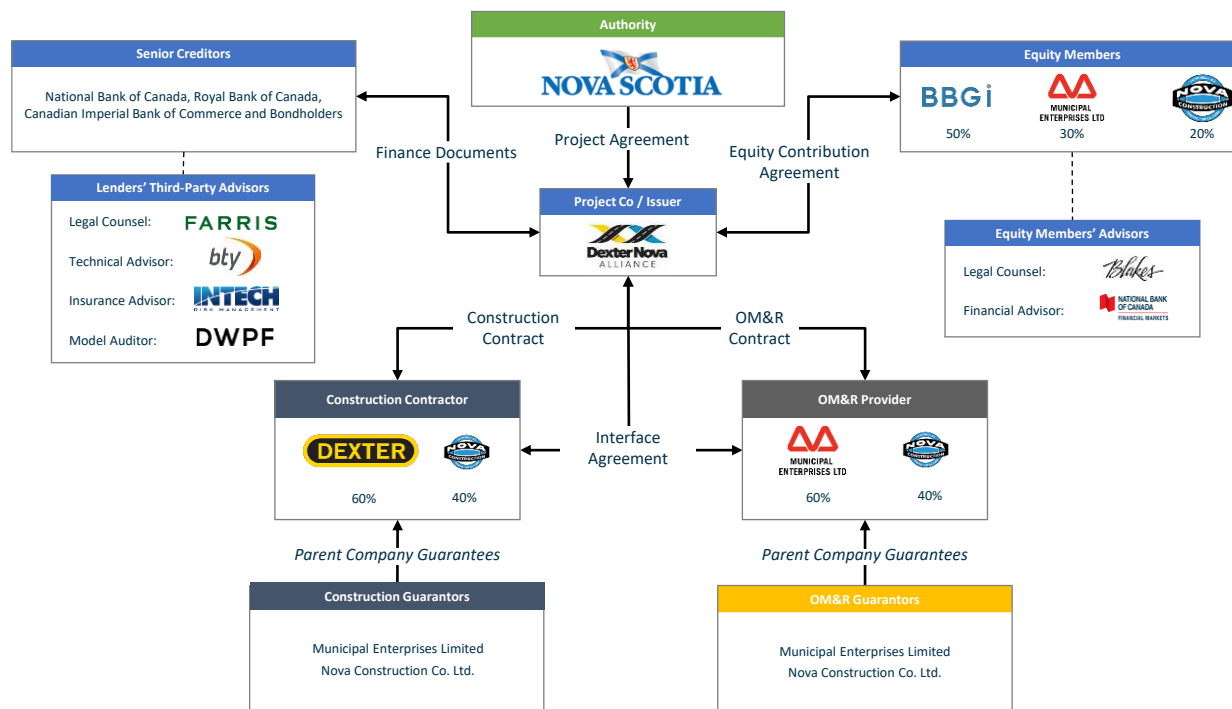 Authority
NOVA SCOTIA
Senior Creditors
National Bank of Canada, Royal Bank of Canada,
Canadian Imperial Bank of Commerce and Bondholders
Equity Members
BBGi
MUNICIPAL
ENTERPRISES LTD
NOVA
CONSTRUCTION
50%
30%
20%
Finance Documents
Project Agreement
Equity Contribution
Agreement
Lenders' Third-Party Advisors
Legal Counsel:
FARRIS
Technical Advisor:
bty
Insurance Advisor:
INTECH
RISK MANAGEMENT
Model Auditor:
DWPF
Project Co / Issuer
Dexter Nova
ALLIANCE
Equity Members' Advisors
Legal Counsel:
Blakes
Financial Advisor:
NATIONAL BANK
OF CANADA
FINANCIAL MARKETS
Construction
Contract
OM&R
Contract
Construction Contractor
DEXTER
NOVA
CONSTRUCTION
60%
40%
Interface
Agreement
OM&R Provider
MUNICIPAL
ENTERPRISES LTD
NOVA
CONSTRUCTION
60%
40%
Parent Company Guarantees
Parent Company Guarantees
Construction Guarantors
Municipal Enterprises Limited
Nova Construction Co. Ltd.
OM&R Guarantors
Municipal Enterprises Limited
Nova Construction Co. Ltd.